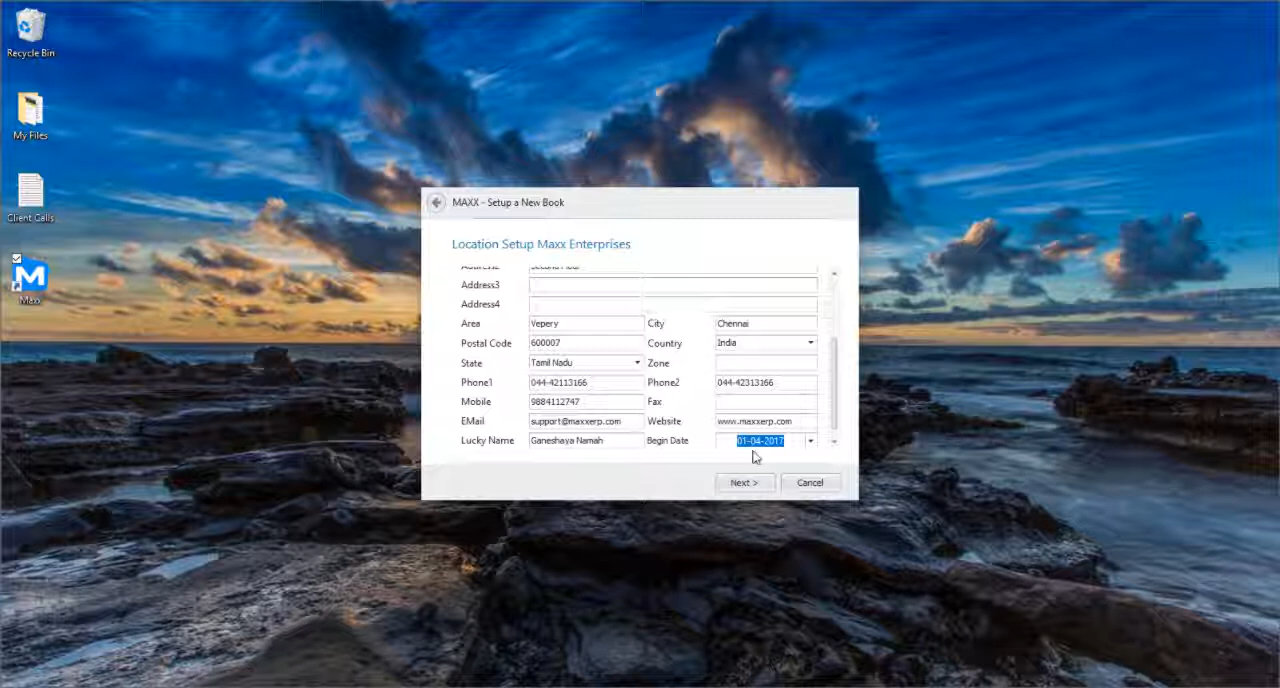 Recycle Bin
My Files
Client Calls
M
Maxx
MAXX - Setup a New Book
Location Setup Maxx Enterprises
Address2 Second Floor
Address3
Address4
Area Vepery City Chennai
Postal Code 600007 Country India
State Tamil Nadu Zone
Phone1 044-42113166 Phone2 044-42313166
Mobile 9884112747 Fax
EMail support@maxxerp.com Website www.maxxerp.com
Lucky Name Ganeshaya Namah Begin Date 01-04-2017
Next > Cancel